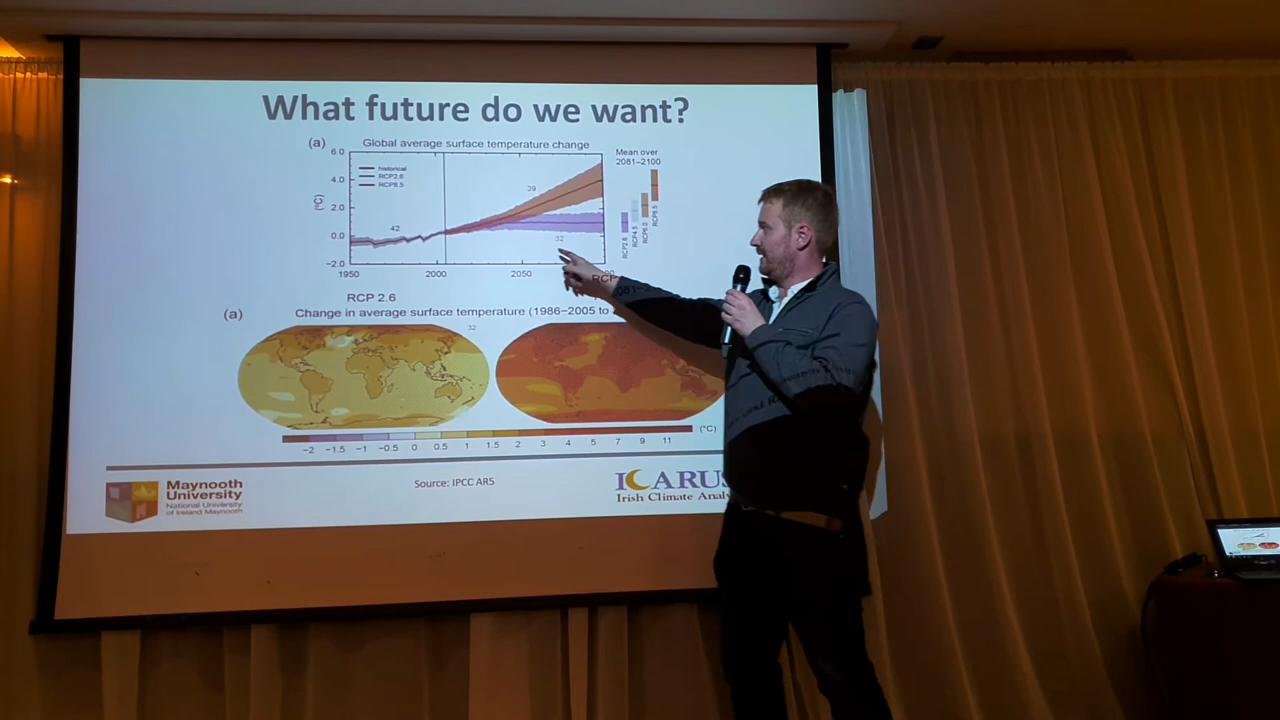 What future do we want?
(a)
Global average surface temperature change
Mean over
2081–2100
6.0
4.0
2.0
0.0
−2.0
(°C)
historical
RCP2.6
RCP8.5
42
39
32
1950
2000
2050
RCP2.6
RCP4.5
RCP6.0
RCP8.5
RCP 2.6
RCP
(a)
Change in average surface temperature (1986−2005 to
32
−2 −1.5 −1 −0.5 0 0.5 1 1.5 2 3 4 5 7 9 11
(°C)
Maynooth
University
National University
of Ireland Maynooth
Source: IPCC AR5
ICARUS
Irish Climate